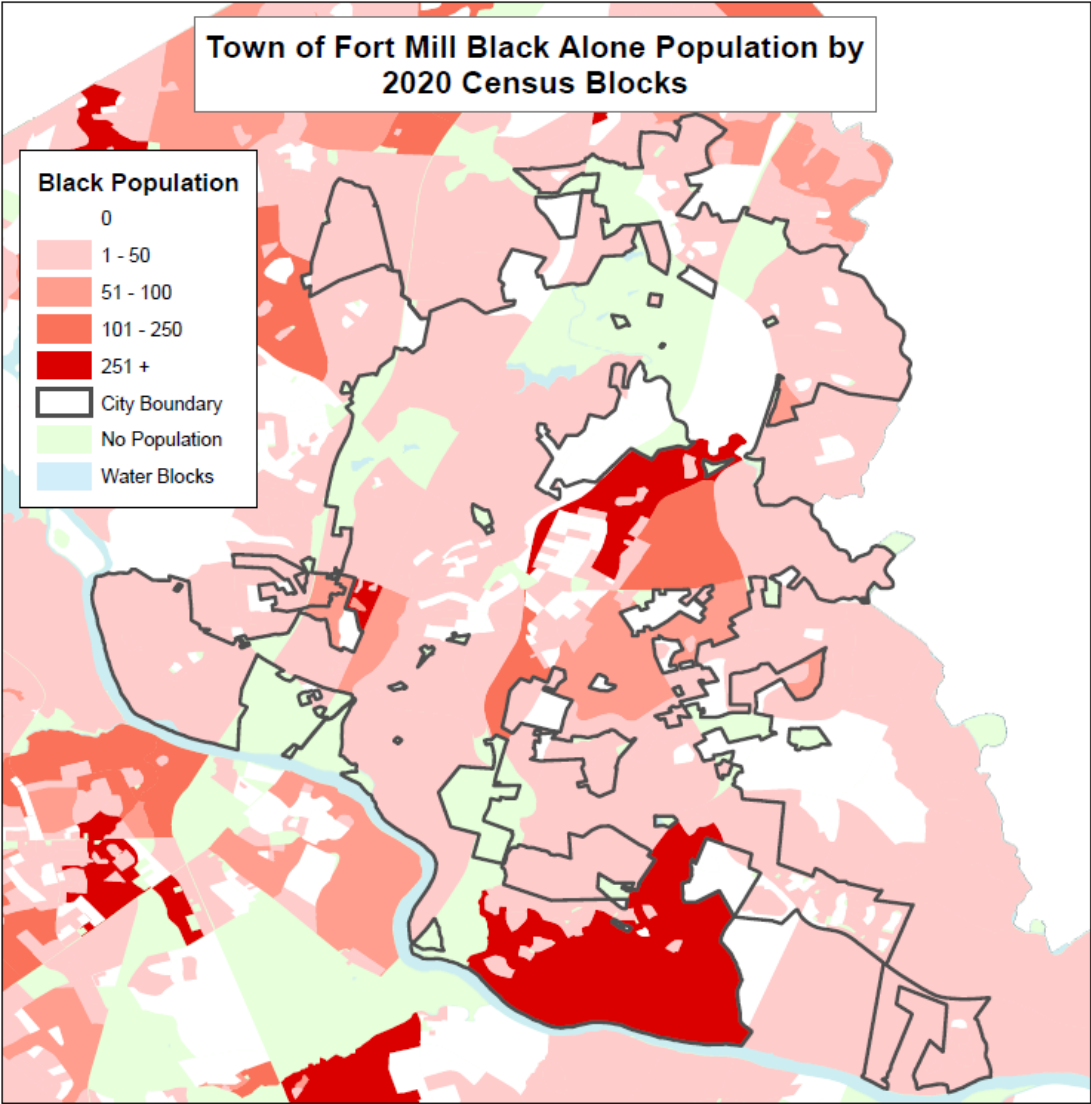 Town of Fort Mill Black Alone Population by
2020 Census Blocks
Black Population
0
1 - 50
51 - 100
101 - 250
251 +
City Boundary
No Population
Water Blocks